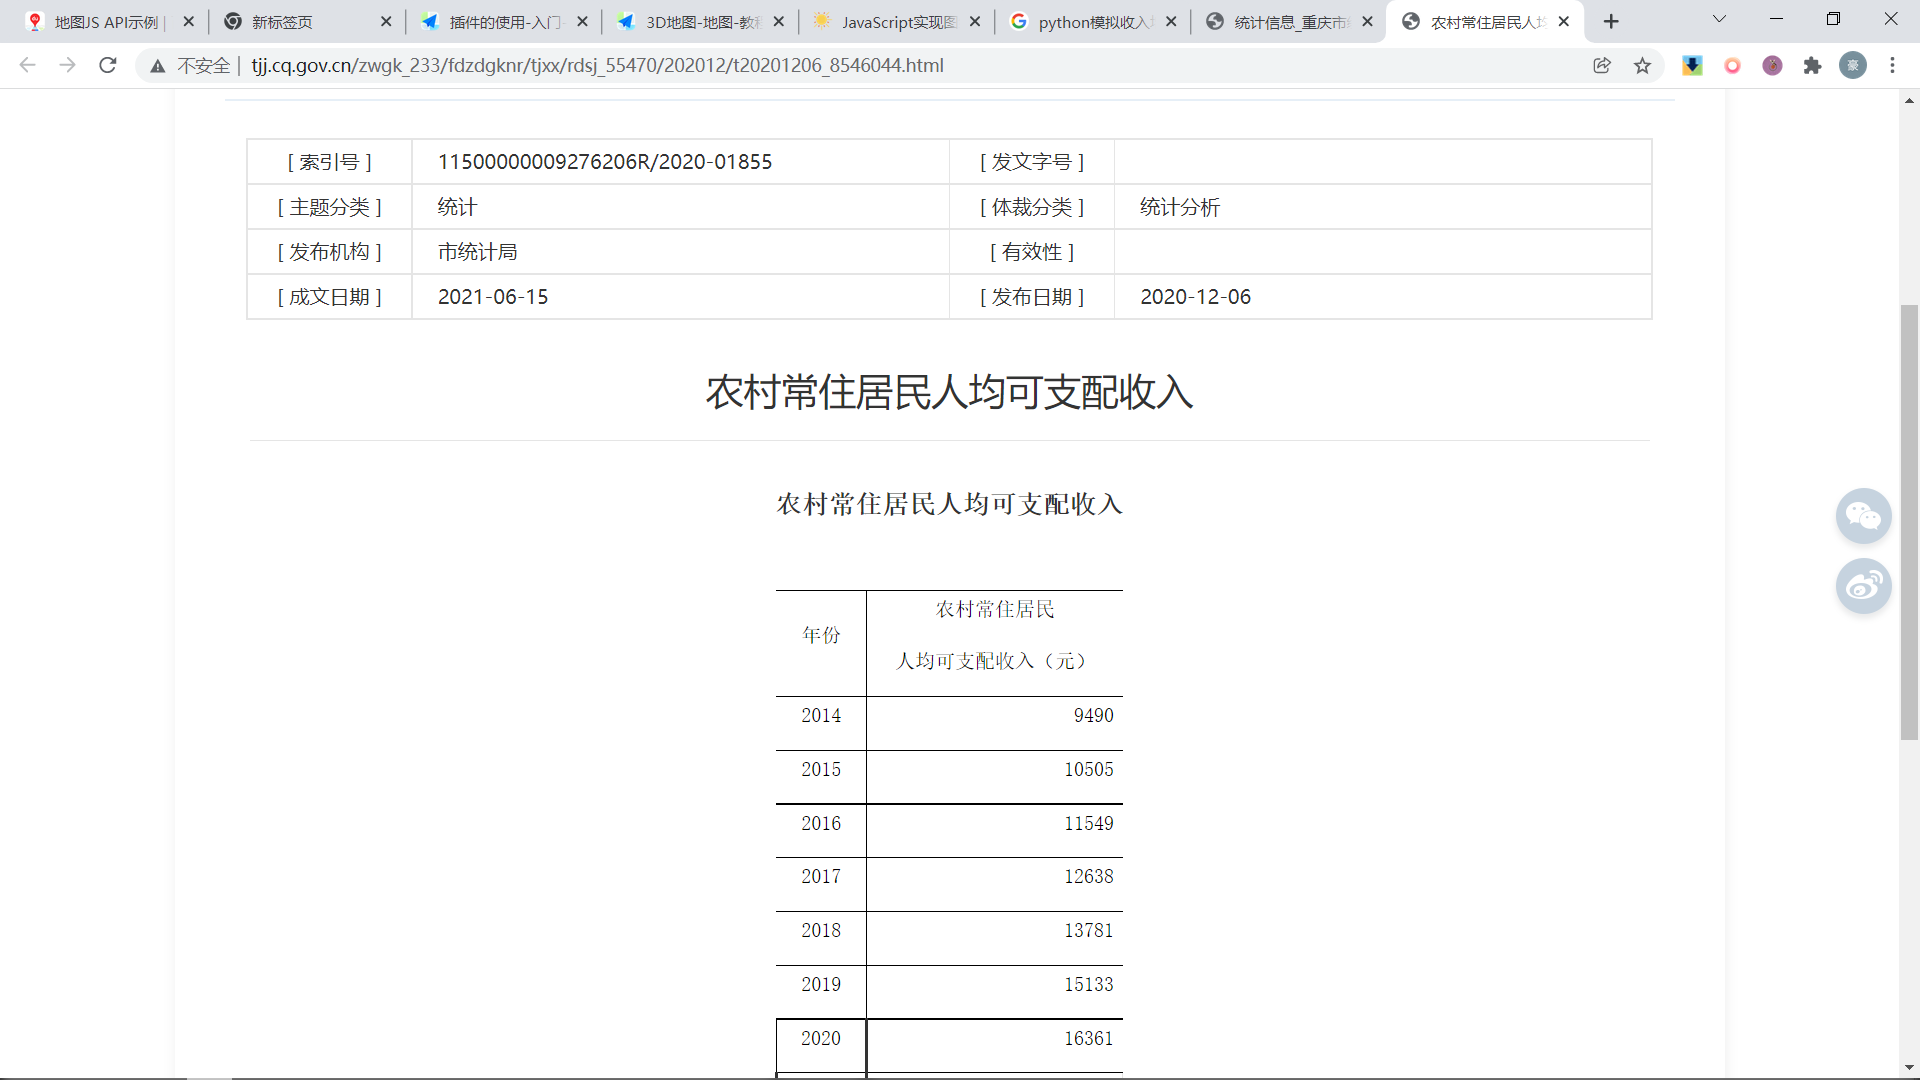 地图JS API示例 |
新标签页
插件的使用-入门-
3D地图-地图-教程
JavaScript实现图
python模拟收入
统计信息_重庆市
农村常住居民人均
不安全 | tjj.cq.gov.cn/zwgk_233/fdzdgknr/tjxx/rdsj_55470/202012/t20201206_8546044.html
豪
[ 索引号 ] 11500000009276206R/2020-01855 [ 发文字号 ]
[ 主题分类 ] 统计 [ 体裁分类 ] 统计分析
[ 发布机构 ] 市统计局 [ 有效性 ]
[ 成文日期 ] 2021-06-15 [ 发布日期 ] 2020-12-06
农村常住居民人均可支配收入
农村常住居民人均可支配收入
年份
农村常住居民
人均可支配收入（元）
2014 9490
2015 10505
2016 11549
2017 12638
2018 13781
2019 15133
2020 16361